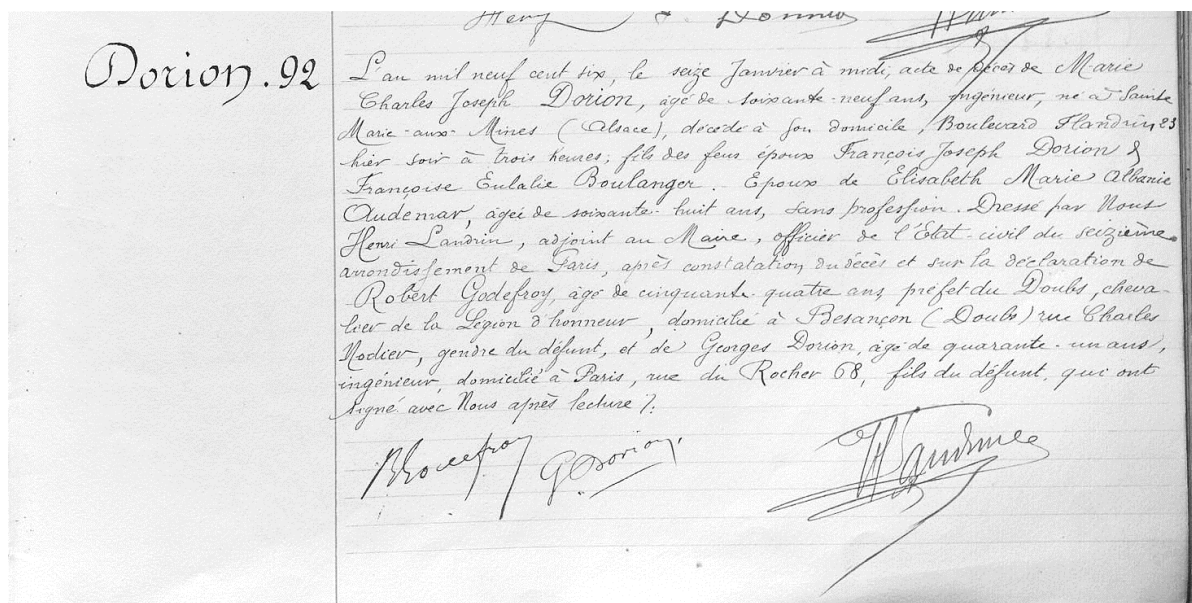 Dorion . 92
L'an mil neuf cent six, le seize Janvier à midi, acte de décès de Marie
Charles Joseph Dorion, âgé de soixante-neuf ans, ingénieur, né à Sainte
Marie-aux-Mines (Alsace), décédé à son domicile, Boulevard Flandrin 23
hier soir à trois heures; fils des feus époux François Joseph Dorion &
Françoise Eulalie Boulanger. Epoux de Elisabeth Marie Albanie
Audemar, âgée de soixante-huit ans, sans profession. Dressé par Nous
Henri Landrin, adjoint au Maire, officier de l'Etat-civil du seizième
arrondissement de Paris, après constatation du décès et sur la déclaration de
Robert Godefroy, âgé de cinquante-quatre ans, préfet du Doubs, cheva-
lier de la Légion d'honneur, domicilié à Besançon (Doubs) rue Charles
Nodier, gendre du défunt, et de Georges Dorion, âgé de quarante-un ans,
ingénieur, domicilié à Paris, rue du Rocher 68, fils du défunt, qui ont
signé avec Nous après lecture /.
G. Dorion.